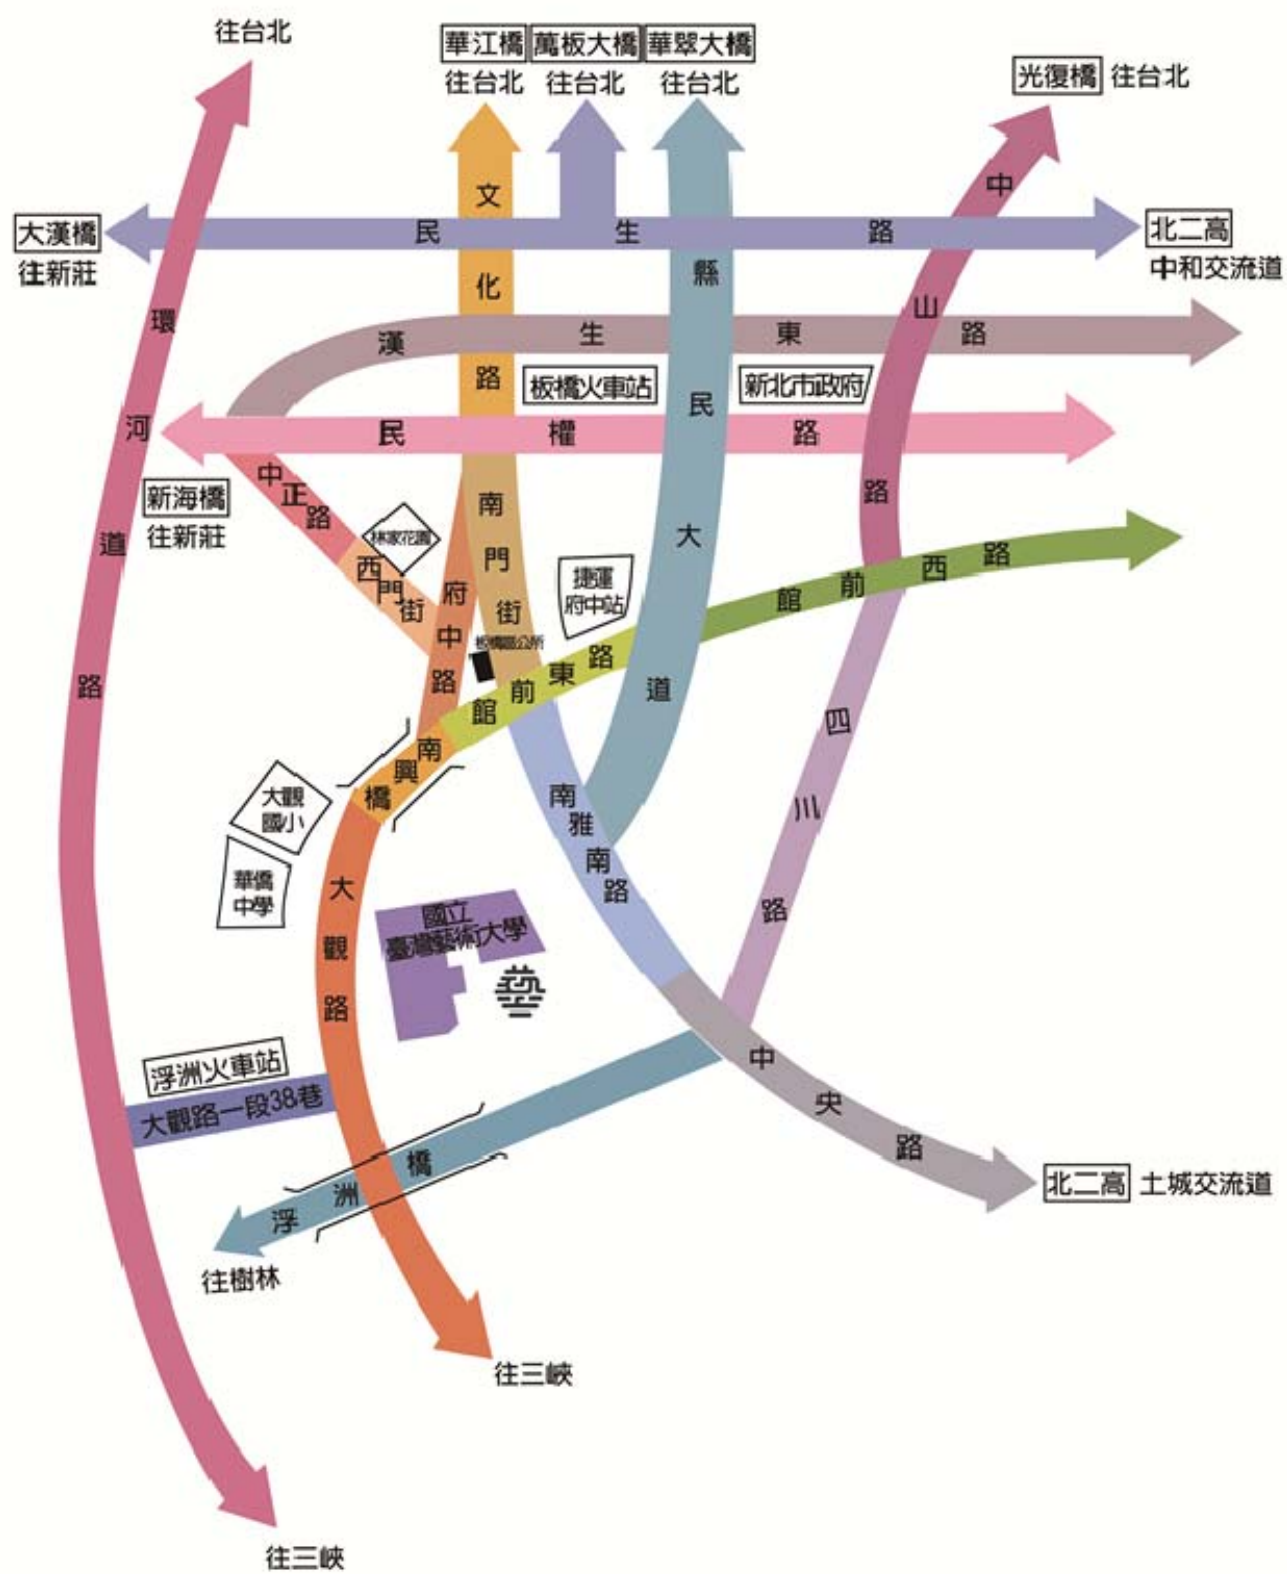 往台北
華江橋
往台北
萬板大橋
往台北
華翠大橋
往台北
光復橋 往台北
大漢橋
往新莊
民生路
北二高
中和交流道
文化路
縣民大道
中山路
環河道路
漢生東路
板橋火車站
新北市政府
民權路
新海橋
往新莊
中正路
林家花園
西門街
府中路
南門街
板橋區公所
捷運
府中站
館前東路
館前西路
南興橋
大觀
國小
華僑
中學
大觀路
國立
臺灣藝術大學
南雅南路
四川路
浮洲火車站
大觀路一段38巷
中央路
北二高 土城交流道
浮洲橋
往樹林
往三峽
往三峽